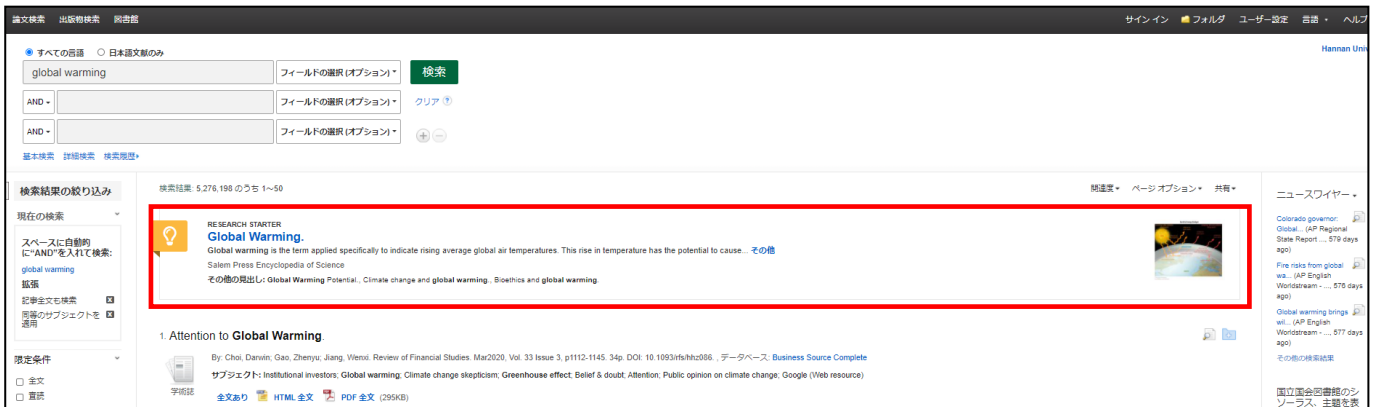 論文検索 出版物検索 図書館
サインイン フォルダ ユーザー設定 言語 ヘルプ
すべての言語 日本語文献のみ
Hannan Univ
global warming フィールドの選択 (オプション) 検索
AND フィールドの選択 (オプション) クリア ?
AND フィールドの選択 (オプション)
基本検索 詳細検索 検索履歴
検索結果の絞り込み
現在の検索
スペースに自動的
に"AND"を入れて検索:
global warming
拡張
記事全文も検索
同等のサブジェクトを
適用
限定条件
全文
査読
検索結果: 5,276,198 のうち 1～50
関連度 ページ オプション 共有
RESEARCH STARTER
Global Warming.
Global warming is the term applied specifically to indicate rising average global air temperatures. This rise in temperature has the potential to cause... その他
Salem Press Encyclopedia of Science
その他の見出し: Global Warming Potential., Climate change and global warming., Bioethics and global warming.
1. Attention to Global Warming.
By: Choi, Darwin; Gao, Zhenyu; Jiang, Wenxi. Review of Financial Studies. Mar2020, Vol. 33 Issue 3, p1112-1145. 34p. DOI: 10.1093/rfs/hhz086. , データベース: Business Source Complete
サブジェクト: Institutional investors; Global warming; Climate change skepticism; Greenhouse effect; Belief & doubt; Attention; Public opinion on climate change; Google (Web resource)
学術誌
全文あり HTML 全文 PDF 全文 (295KB)
ニュースワイヤー
Colorado governor:
Global... (AP Regional
State Report ..., 579 days
ago)
Fire risks from global
wa... (AP English
Worldstream - ..., 578 days
ago)
Global warming brings
wil... (AP English
Worldstream - ..., 577 days
ago)
その他の検索結果
国立国会図書館のシ
ソーラス、主題を表